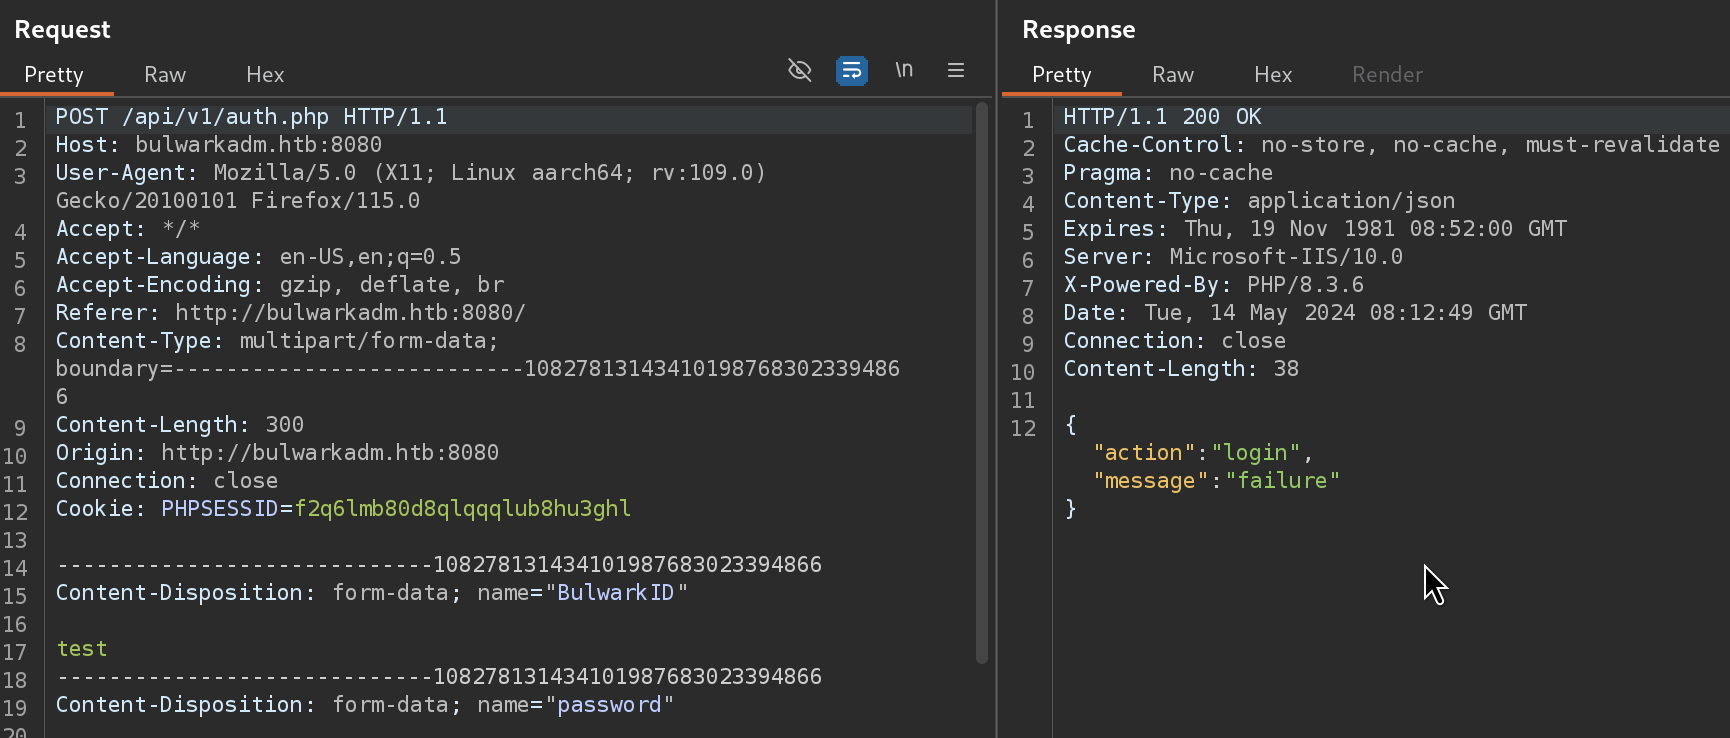 Request
Pretty Raw Hex \n
1 POST /api/v1/auth.php HTTP/1.1
2 Host: bulwarkadm.htb:8080
3 User-Agent: Mozilla/5.0 (X11; Linux aarch64; rv:109.0)
Gecko/20100101 Firefox/115.0
4 Accept: */*
5 Accept-Language: en-US,en;q=0.5
6 Accept-Encoding: gzip, deflate, br
7 Referer: http://bulwarkadm.htb:8080/
8 Content-Type: multipart/form-data;
boundary=---------------------------10827813143410198768302339486
6
9 Content-Length: 300
10 Origin: http://bulwarkadm.htb:8080
11 Connection: close
12 Cookie: PHPSESSID=f2q6lmb80d8qlqqqlub8hu3ghl
13
14 -----------------------------108278131434101987683023394866
15 Content-Disposition: form-data; name="BulwarkID"
16
17 test
18 -----------------------------108278131434101987683023394866
19 Content-Disposition: form-data; name="password"
20
Response
Pretty Raw Hex Render
1 HTTP/1.1 200 OK
2 Cache-Control: no-store, no-cache, must-revalidate
3 Pragma: no-cache
4 Content-Type: application/json
5 Expires: Thu, 19 Nov 1981 08:52:00 GMT
6 Server: Microsoft-IIS/10.0
7 X-Powered-By: PHP/8.3.6
8 Date: Tue, 14 May 2024 08:12:49 GMT
9 Connection: close
10 Content-Length: 38
11
12 {
"action":"login",
"message":"failure"
}